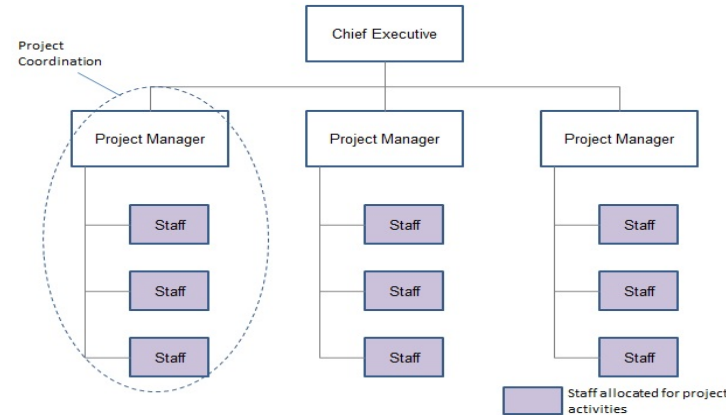 Chief Executive
Project
Coordination
Project Manager
Project Manager
Project Manager
Staff
Staff
Staff
Staff
Staff
Staff
Staff
Staff
Staff
Staff allocated for project
activities